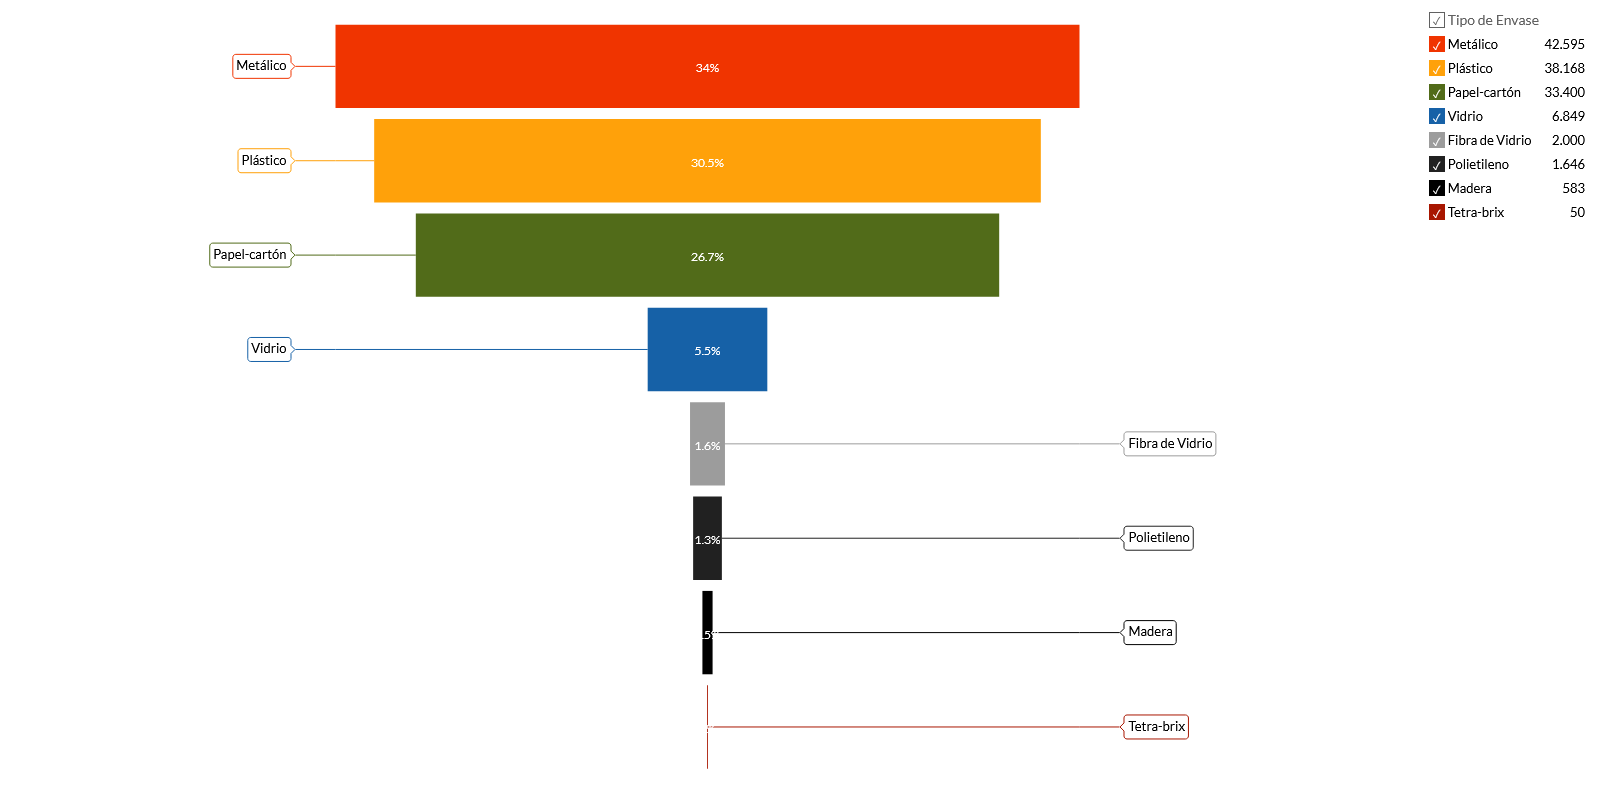 Metálico
34%
Plástico
30.5%
Papel-cartón
26.7%
Vidrio
5.5%
1.6%
Fibra de Vidrio
1.3%
Polietileno
Madera
Tetra-brix
Tipo de Envase
Metálico 42.595
Plástico 38.168
Papel-cartón 33.400
Vidrio 6.849
Fibra de Vidrio 2.000
Polietileno 1.646
Madera 583
Tetra-brix 50